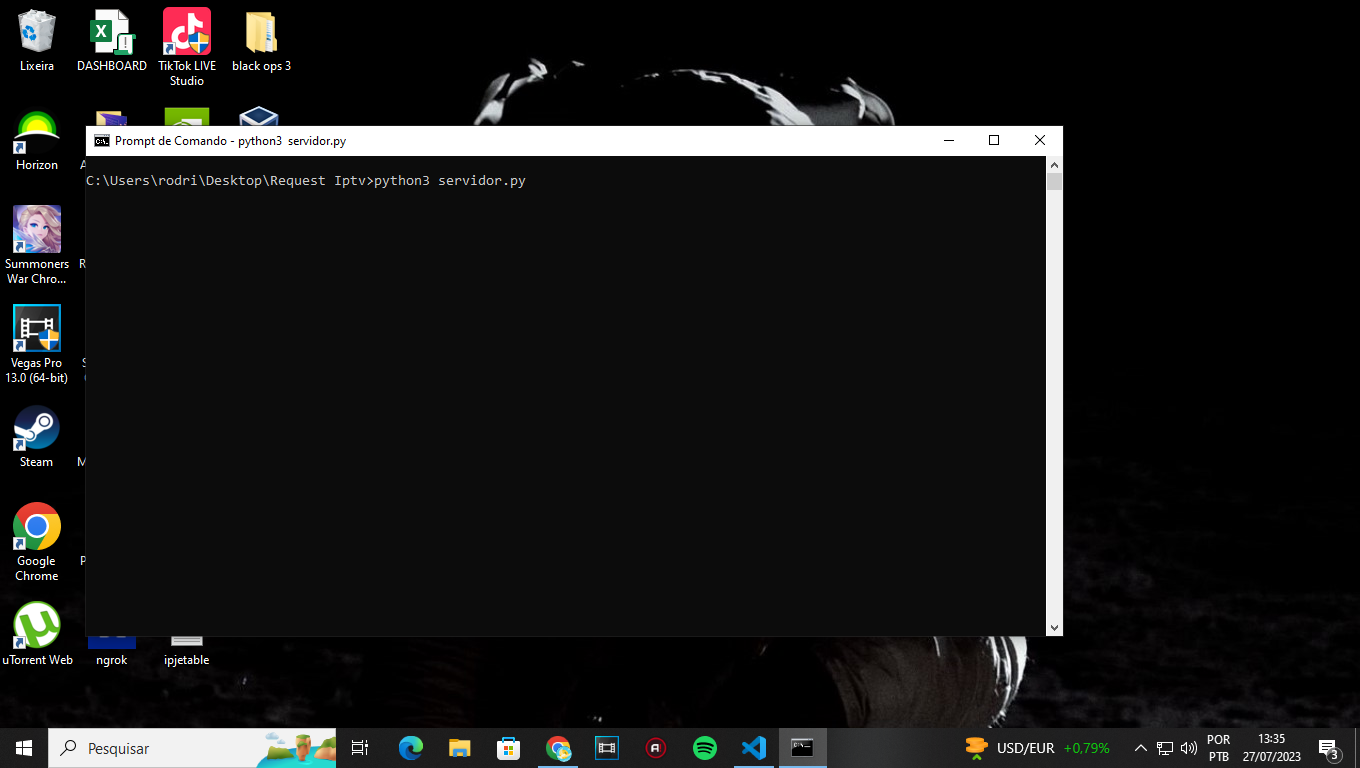 Lixeira
DASHBOARD
TikTok LIVE
Studio
black ops 3
Horizon
Prompt de Comando - python3 servidor.py
C:\Users\rodri\Desktop\Request Iptv>python3 servidor.py
Summoners
War Chro...
Vegas Pro
13.0 (64-bit)
Steam
Google
Chrome
uTorrent Web
ngrok
ipjetable
Pesquisar
USD/EUR +0,79%
POR
PTB
13:35
27/07/2023
3